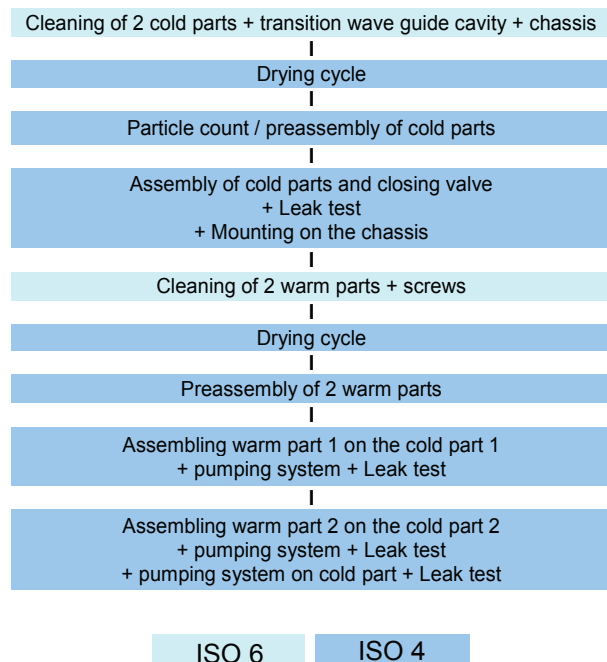 Cleaning of 2 cold parts + transition wave guide cavity + chassis
Drying cycle
Particle count / preassembly of cold parts
Assembly of cold parts and closing valve
+ Leak test
+ Mounting on the chassis
Cleaning of 2 warm parts + screws
Drying cycle
Preassembly of 2 warm parts
Assembling warm part 1 on the cold part 1
+ pumping system + Leak test
Assembling warm part 2 on the cold part 2
+ pumping system + Leak test
+ pumping system on cold part + Leak test
ISO 6
ISO 4